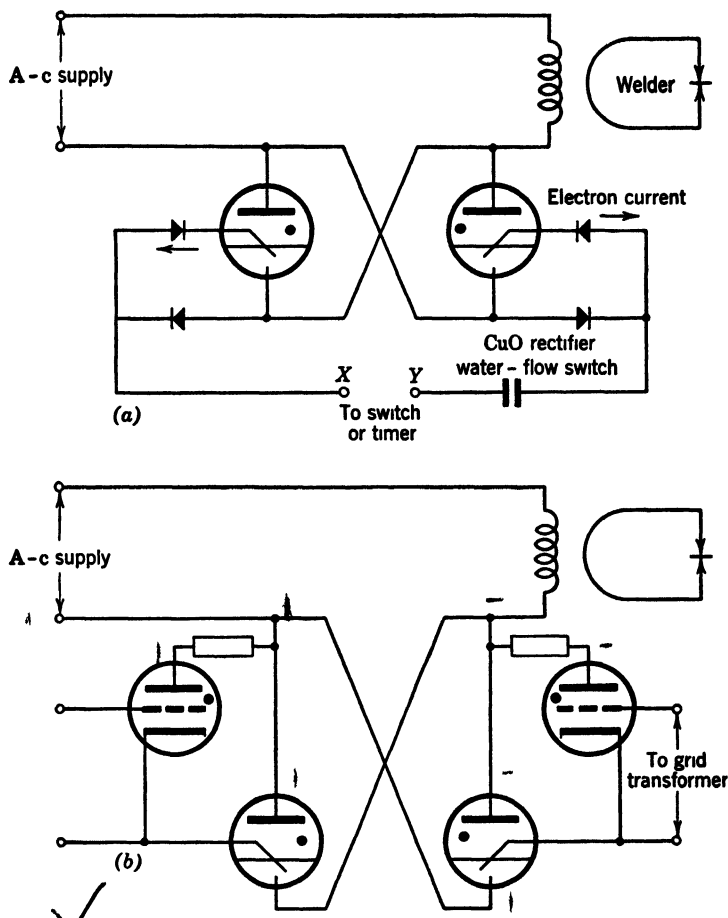 A-c supply
Welder
Electron current
CuO rectifier
water-flow switch
X
Y
To switch
or timer
(a)
A-c supply
To grid
transformer
(b)